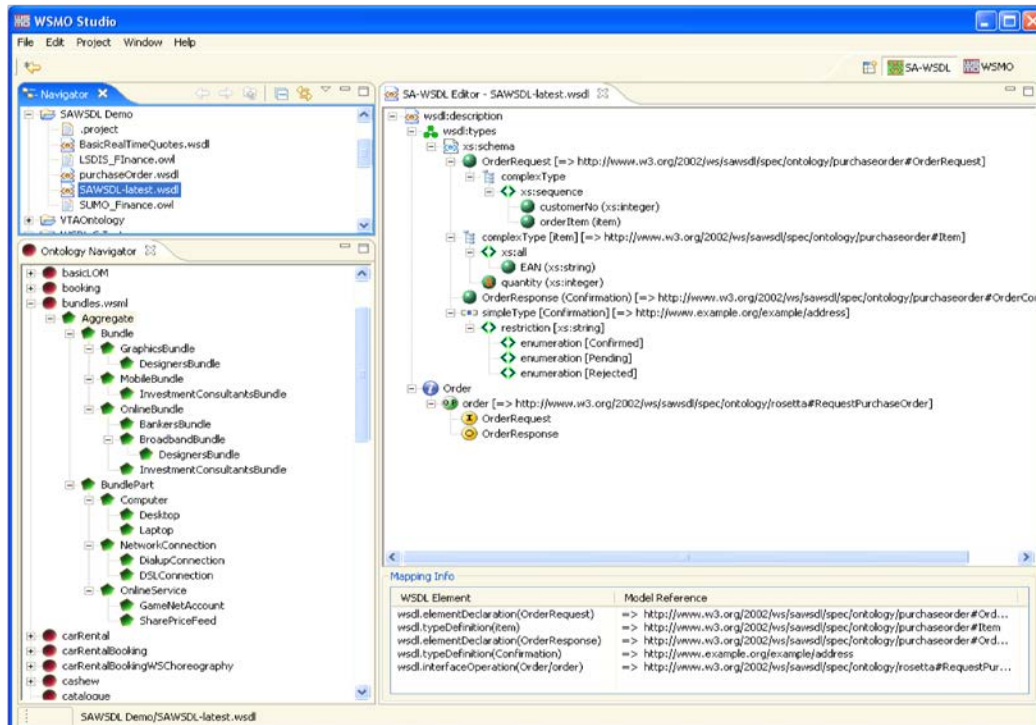 WSMO Studio
File Edit Project Window Help
SA-WSDL WSMO
Navigator
SAWSDL Demo
.project
BasicRealTimeQuotes.wsdl
LSDIS_FInance.owl
purchaseOrder.wsdl
SAWSDL-latest.wsdl
SUMO_Finance.owl
VTAOntology
Ontology Navigator
basicLOM
booking
bundles.wsml
Aggregate
Bundle
GraphicsBundle
DesignersBundle
MobileBundle
InvestmentConsultantsBundle
OnlineBundle
BankersBundle
BroadbandBundle
DesignersBundle
InvestmentConsultantsBundle
BundlePart
Computer
Desktop
Laptop
NetworkConnection
DialupConnection
DSLConnection
OnlineService
GameNetAccount
SharePriceFeed
carRental
carRentalBooking
carRentalBookingWSChoreography
cashew
catalogue
SA-WSDL Editor - SAWSDL-latest.wsdl
wsdl:description
wsdl:types
xs:schema
OrderRequest [=> http://www.w3.org/2002/ws/sawsdl/spec/ontology/purchaseorder#OrderRequest]
complexType
xs:sequence
customerNo (xs:integer)
orderItem (item)
complexType [item] [=> http://www.w3.org/2002/ws/sawsdl/spec/ontology/purchaseorder#Item]
xs:all
EAN (xs:string)
quantity (xs:integer)
OrderResponse (Confirmation) [=> http://www.w3.org/2002/ws/sawsdl/spec/ontology/purchaseorder#OrderCo
simpleType [Confirmation] [=> http://www.example.org/example/address]
restriction [xs:string]
enumeration [Confirmed]
enumeration [Pending]
enumeration [Rejected]
Order
order [=> http://www.w3.org/2002/ws/sawsdl/spec/ontology/rosetta#RequestPurchaseOrder]
OrderRequest
OrderResponse
Mapping Info
WSDL Element Model Reference
wsdl.elementDeclaration(OrderRequest) => http://www.w3.org/2002/ws/sawsdl/spec/ontology/purchaseorder#Ord...
wsdl.typeDefinition(item) => http://www.w3.org/2002/ws/sawsdl/spec/ontology/purchaseorder#Item
wsdl.elementDeclaration(OrderResponse) => http://www.w3.org/2002/ws/sawsdl/spec/ontology/purchaseorder#Ord...
wsdl.typeDefinition(Confirmation) => http://www.example.org/example/address
wsdl.interfaceOperation(Order/order) => http://www.w3.org/2002/ws/sawsdl/spec/ontology/rosetta#RequestPur...
SAWSDL Demo/SAWSDL-latest.wsdl